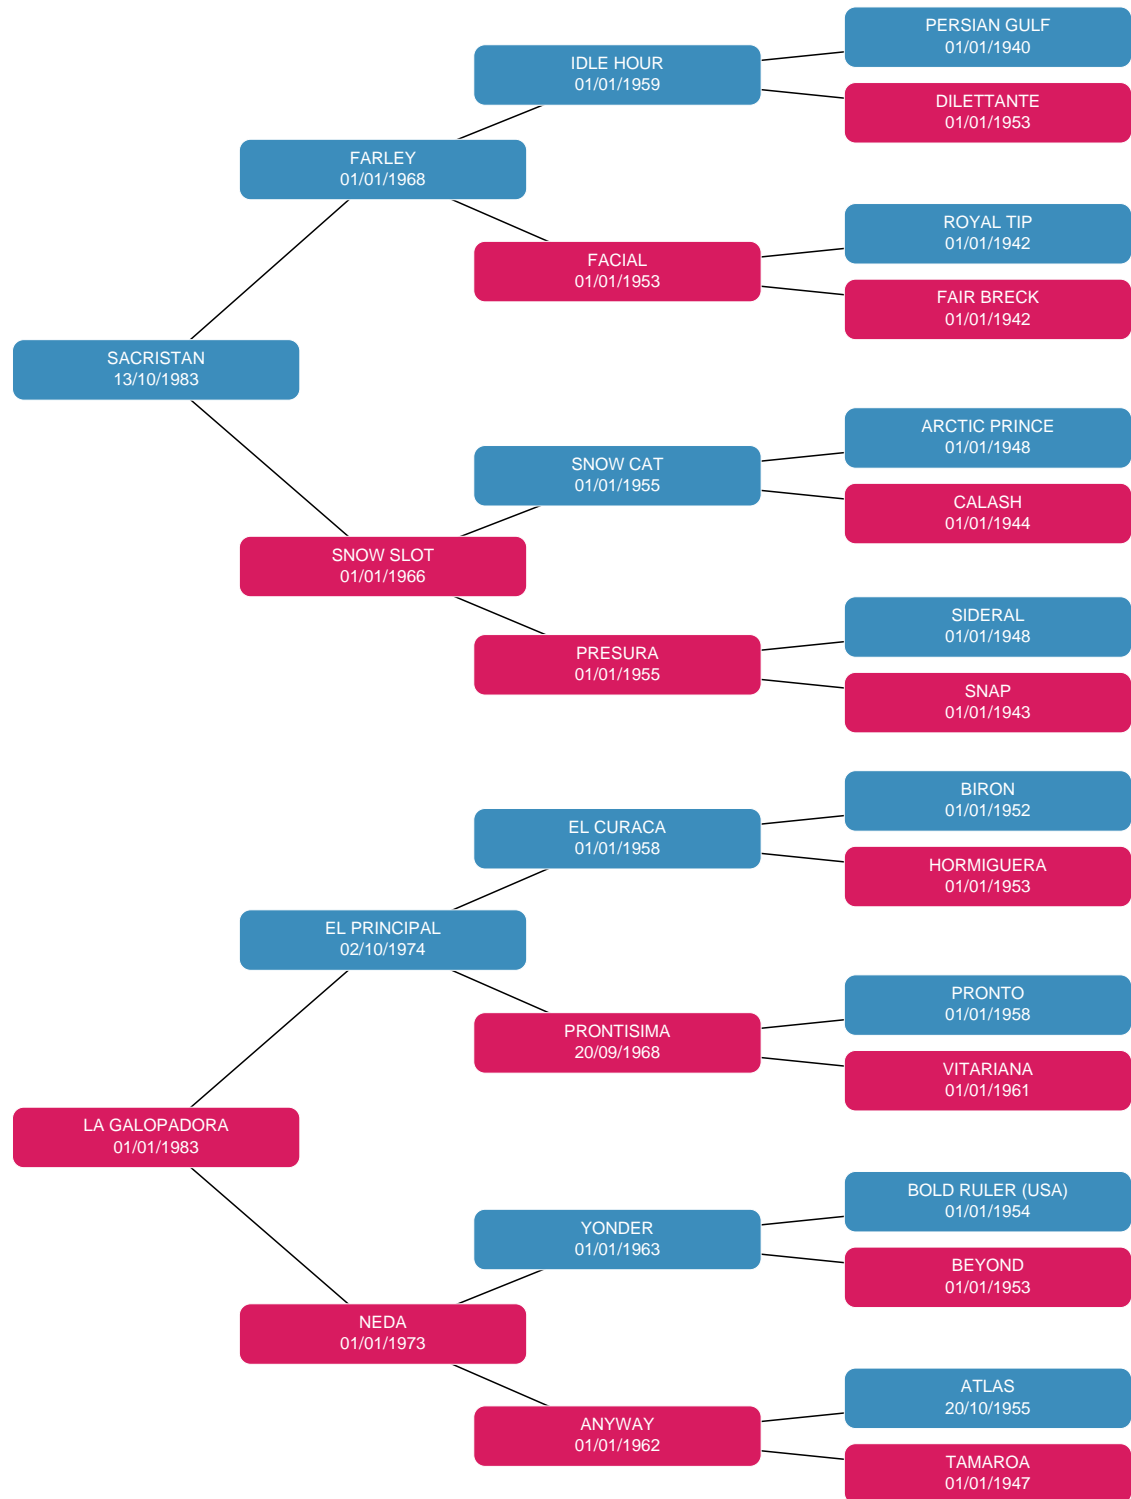 PERSIAN GULF
01/01/1940
IDLE HOUR
01/01/1959
DILETTANTE
01/01/1953
FARLEY
01/01/1968
ROYAL TIP
01/01/1942
FACIAL
01/01/1953
FAIR BRECK
01/01/1942
SACRISTAN
13/10/1983
ARCTIC PRINCE
01/01/1948
SNOW CAT
01/01/1955
CALASH
01/01/1944
SNOW SLOT
01/01/1966
SIDERAL
01/01/1948
PRESURA
01/01/1955
SNAP
01/01/1943
BIRON
01/01/1952
EL CURACA
01/01/1958
HORMIGUERA
01/01/1953
EL PRINCIPAL
02/10/1974
PRONTO
01/01/1958
PRONTISIMA
20/09/1968
VITARIANA
01/01/1961
LA GALOPADORA
01/01/1983
BOLD RULER (USA)
01/01/1954
YONDER
01/01/1963
BEYOND
01/01/1953
NEDA
01/01/1973
ATLAS
20/10/1955
ANYWAY
01/01/1962
TAMAROA
01/01/1947